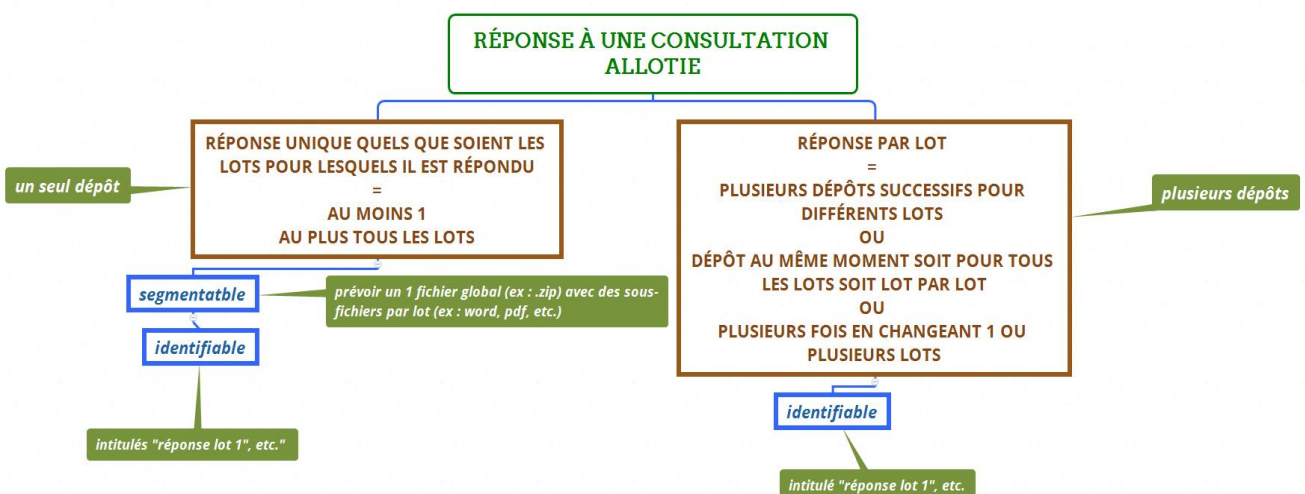 RÉPONSE À UNE CONSULTATION
ALLOTIE
RÉPONSE UNIQUE QUELS QUE SOIENT LES
LOTS POUR LESQUELS IL EST RÉPONDU
=
AU MOINS 1
AU PLUS TOUS LES LOTS
un seul dépôt
segmentatble
prévoir un 1 fichier global (ex : .zip) avec des sous-
fichiers par lot (ex : word, pdf, etc.)
identifiable
intitulés "réponse lot 1", etc."
RÉPONSE PAR LOT
=
PLUSIEURS DÉPÔTS SUCCESSIFS POUR
DIFFÉRENTS LOTS
OU
DÉPÔT AU MÊME MOMENT SOIT POUR TOUS
LES LOTS SOIT LOT PAR LOT
OU
PLUSIEURS FOIS EN CHANGEANT 1 OU
PLUSIEURS LOTS
plusieurs dépôts
identifiable
intitulé "réponse lot 1", etc.